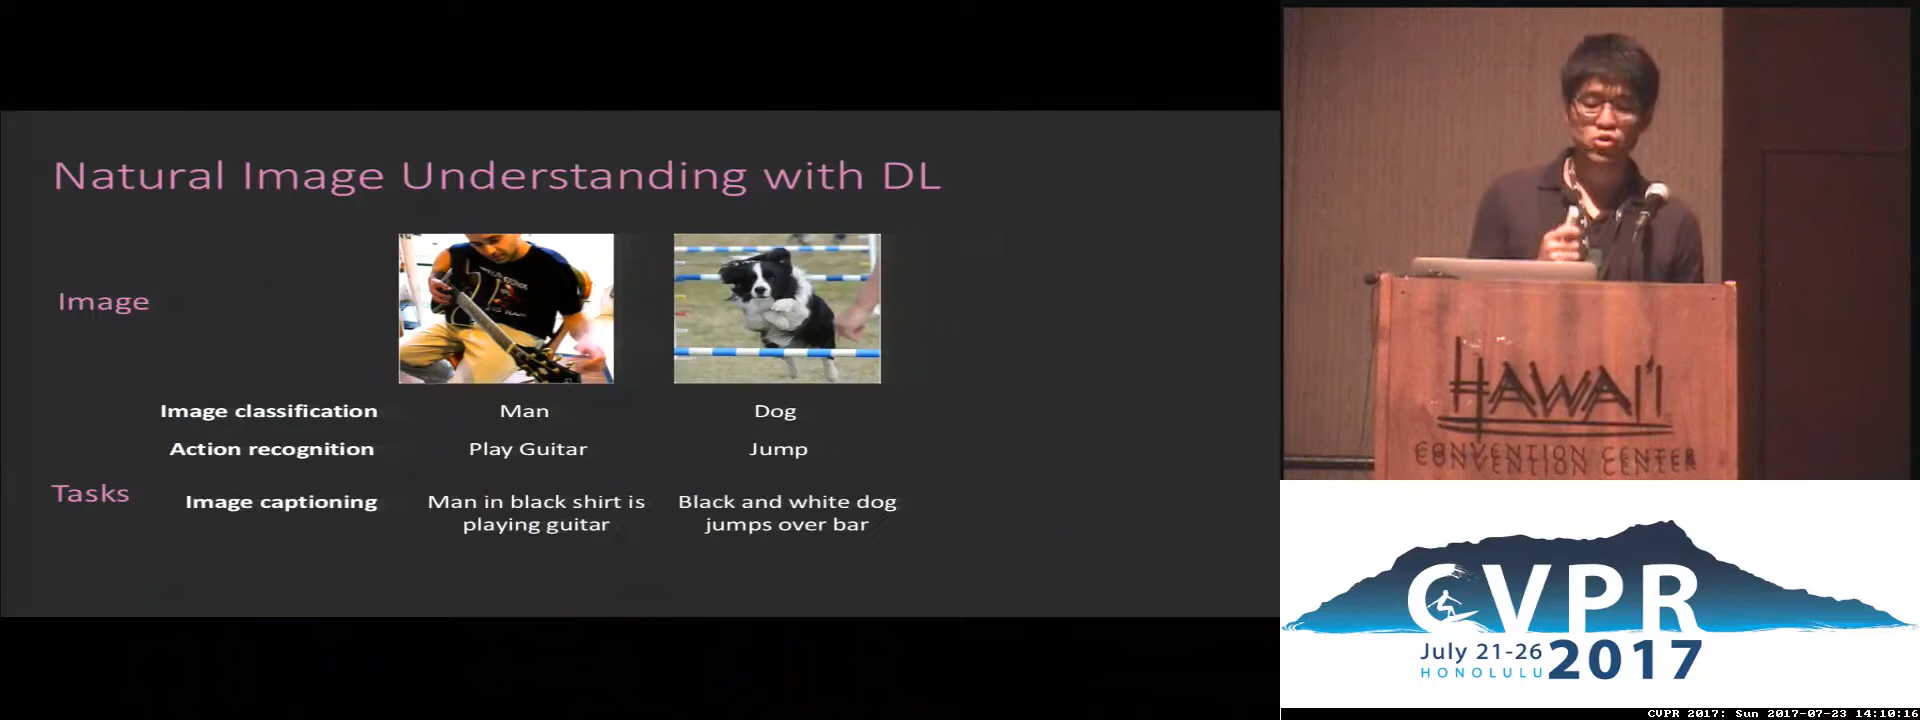 Natural Image Understanding with DL
Image
Image classification Man Dog
Action recognition Play Guitar Jump
Tasks
Image captioning Man in black shirt is playing guitar Black and white dog jumps over bar
HAWAI'I
CONVENTION CENTER
CVPR
July 21-26
HONOLULU
2017
CVPR 2017: Sun 2017-07-23 14:10:16